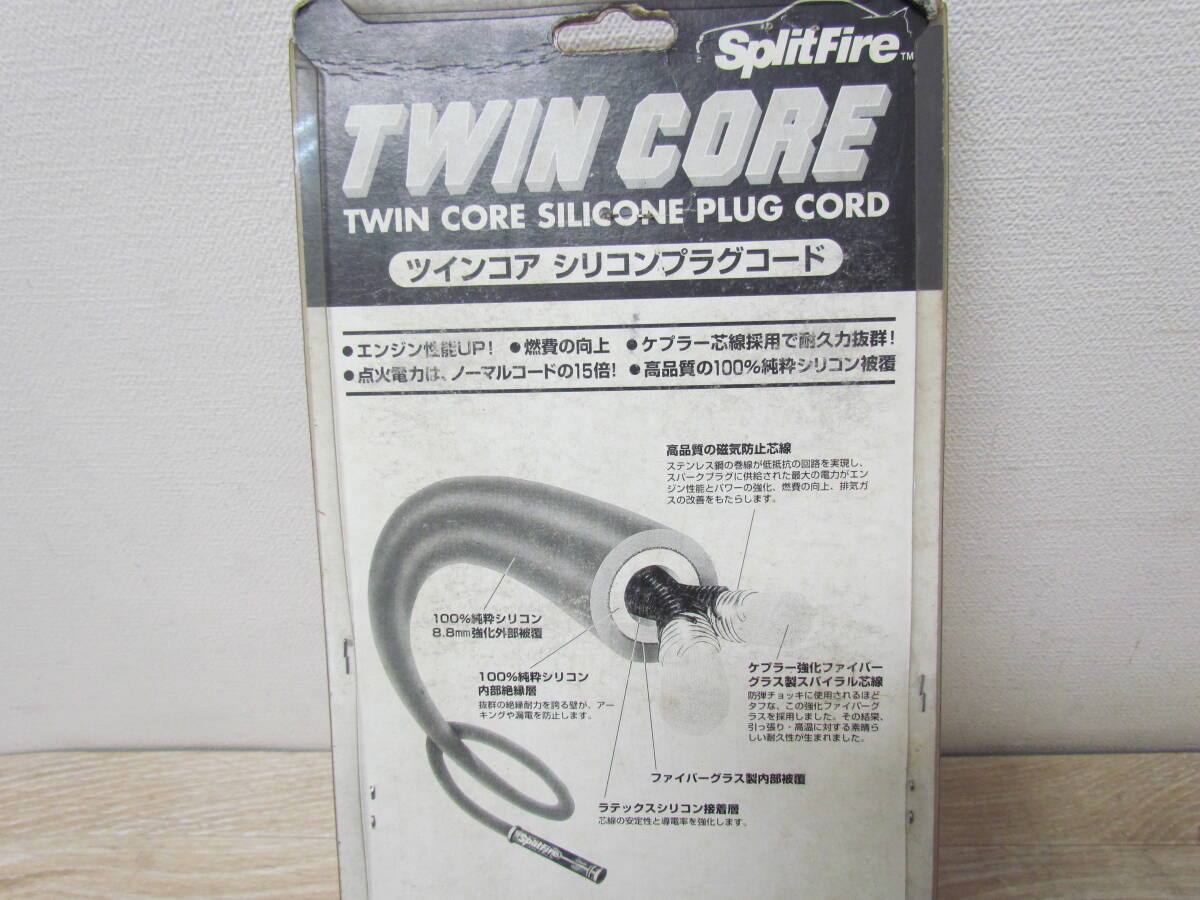 SplitFire™
TWIN CORE
TWIN CORE SILICONE PLUG CORD
ツインコア シリコンプラグコード
●エンジン性能UP! ●燃費の向上 ●ケプラー芯線採用で耐久力抜群!
●点火電力は、ノーマルコードの15倍! ●高品質の100%純粋シリコン被覆
高品質の磁気防止芯線
ステンレス鋼の巻線が低抵抗の回路を実現し、
スパークプラグに供給された最大の電力がエン
ジン性能とパワーの強化、燃費の向上、排気ガ
スの改善をもたらします。
100%純粋シリコン
8.8mm強化外部被覆
100%純粋シリコン
内部絶縁層
抜群の絶縁耐力を誇る壁が、アー
キングや漏電を防止します。
ケプラー強化ファイバー
グラス製スパイラル芯線
防弾チョッキに使用されるほど
タフな、この強化ファイバーグ
ラスを採用しました。その結果、
引っ張り・高温に対する素晴ら
しい耐久性が生まれました。
ファイバーグラス製内部被覆
ラテックスシリコン接着層
芯線の安定性と導電率を強化します。
SplitFire